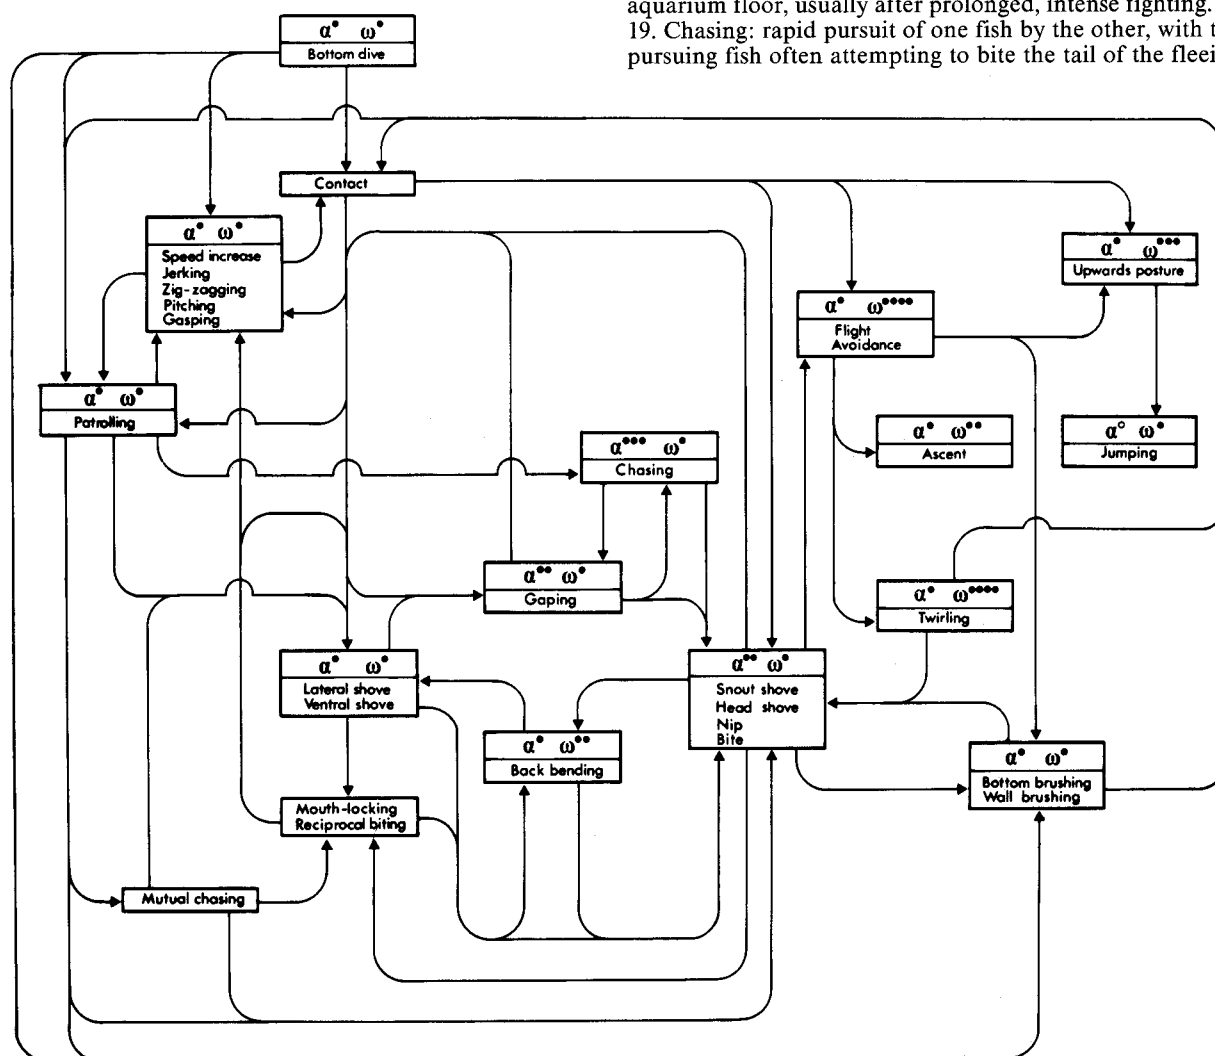 aquarium floor, usually after prolonged, intense fighting.
19. Chasing: rapid pursuit of one fish by the other, with
pursuing fish often attempting to bite the tail of the
α• ω•
Bottom dive
Contact
α• ω•
Speed increase
Jerking
Zig-zagging
Pitching
Gasping
α• ω•••
Upwards posture
α• ω••••
Flight
Avoidance
α• ω•
Patrolling
α••• ω•
Chasing
α• ω••
Ascent
α° ω•
Jumping
α•• ω•
Gaping
α• ω••••
Twirling
α• ω•
Lateral shove
Ventral shove
α•• ω•
Snout shove
Head shove
Nip
Bite
α• ω••
Back bending
α• ω•
Bottom brushing
Wall brushing
Mouth-locking
Reciprocal biting
Mutual chasing